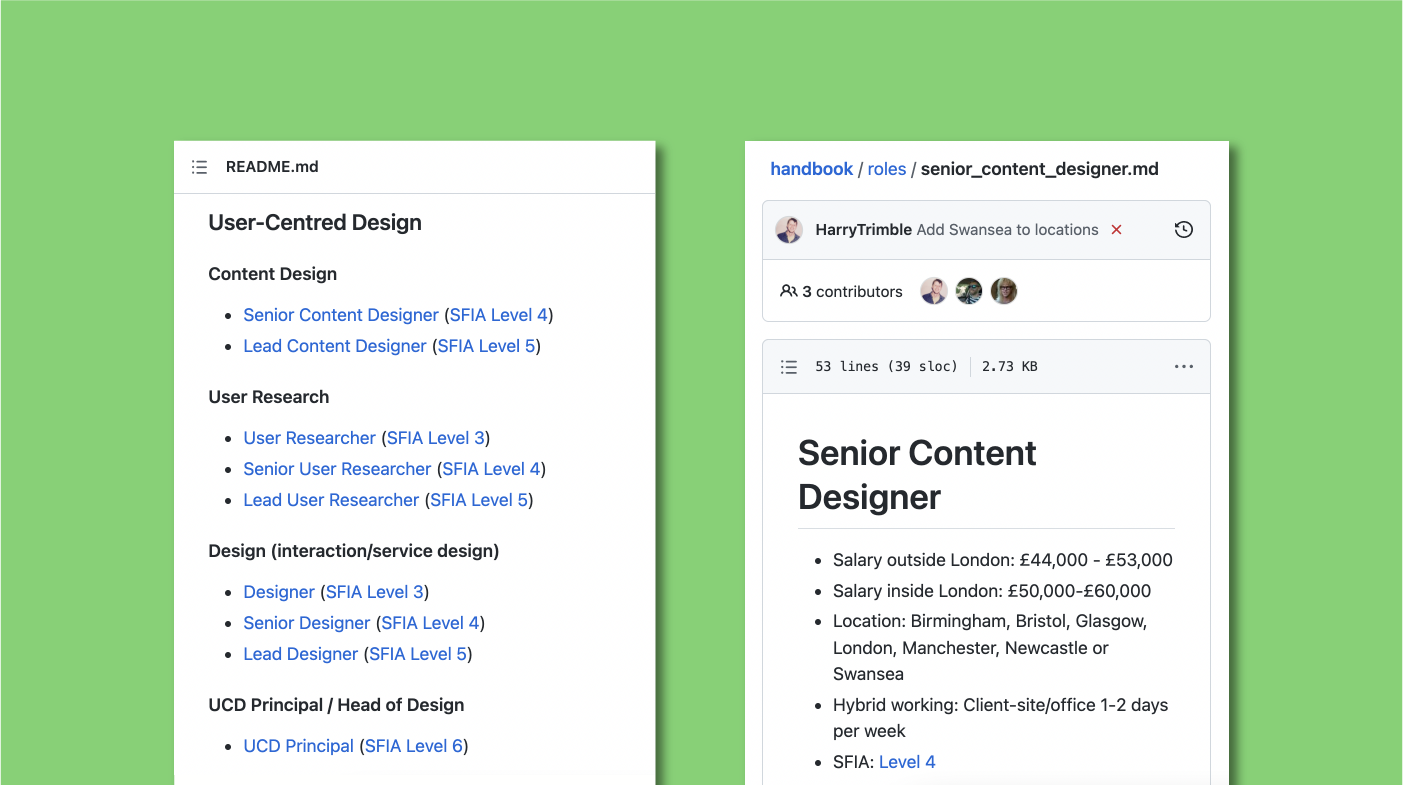 README.md
User-Centred Design
Content Design
Senior Content Designer (SFIA Level 4)
Lead Content Designer (SFIA Level 5)
User Research
User Researcher (SFIA Level 3)
Senior User Researcher (SFIA Level 4)
Lead User Researcher (SFIA Level 5)
Design (interaction/service design)
Designer (SFIA Level 3)
Senior Designer (SFIA Level 4)
Lead Designer (SFIA Level 5)
UCD Principal / Head of Design
UCD Principal (SFIA Level 6)
handbook / roles / senior_content_designer.md
HarryTrimble Add Swansea to locations
3 contributors
53 lines (39 sloc) 2.73 KB
Senior Content
Designer
Salary outside London: £44,000 - £53,000
Salary inside London: £50,000-£60,000
Location: Birmingham, Bristol, Glasgow,
London, Manchester, Newcastle or
Swansea
Hybrid working: Client-site/office 1-2 days
per week
SFIA: Level 4